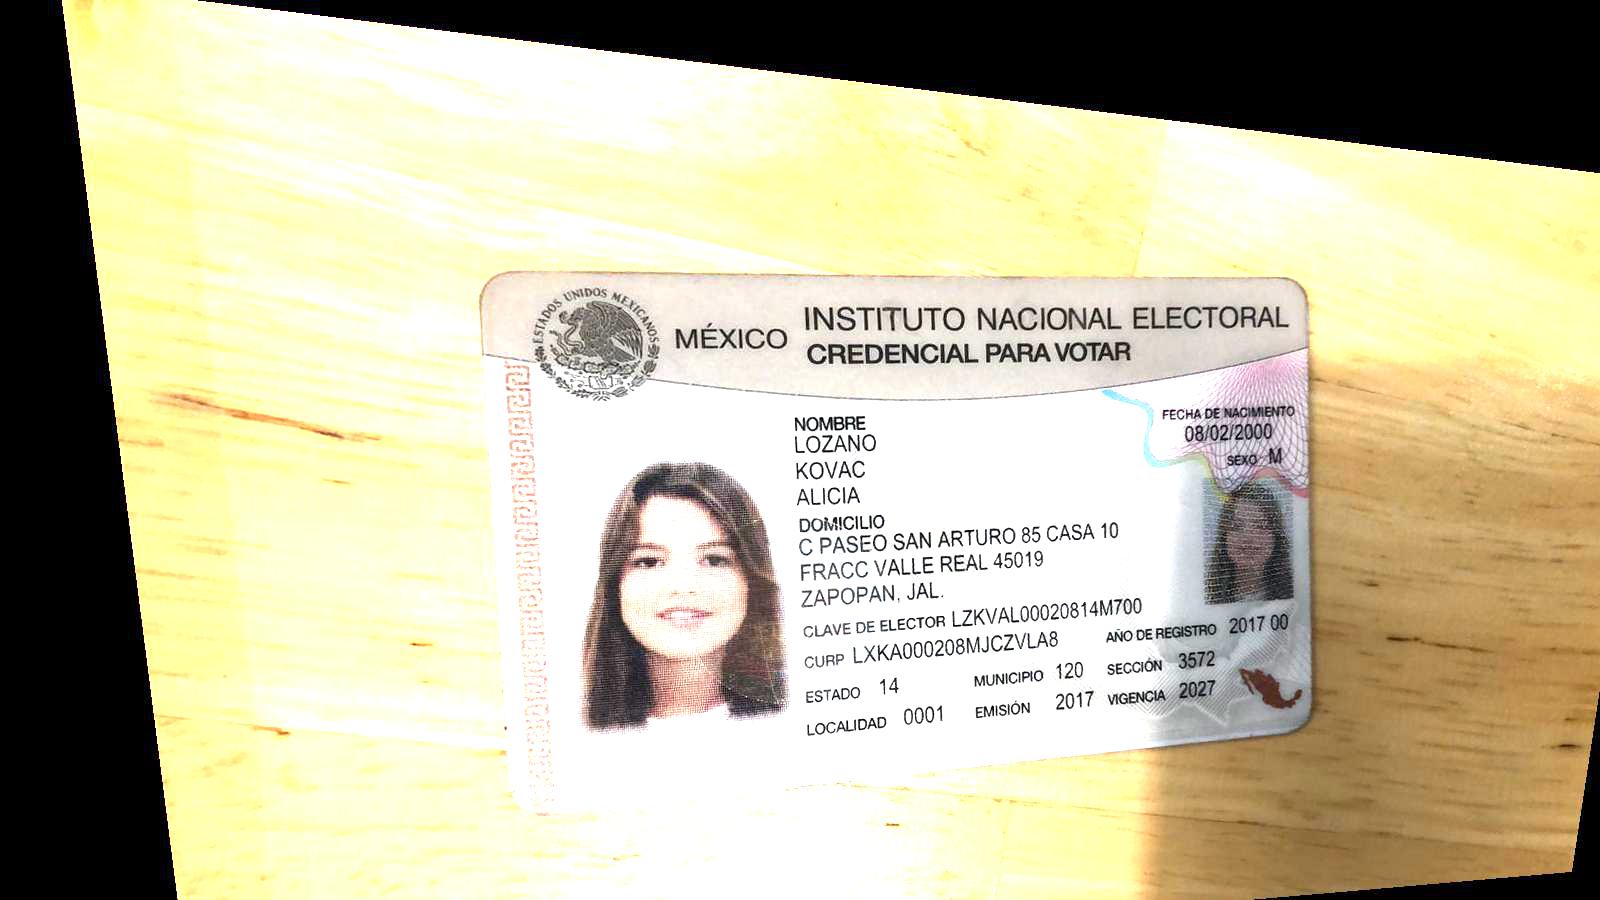 ESTADOS UNIDOS MEXICANOS
MÉXICO
INSTITUTO NACIONAL ELECTORAL
CREDENCIAL PARA VOTAR
NOMBRE
LOZANO
KOVAC
ALICIA
FECHA DE NACIMIENTO
08/02/2000
SEXO M
DOMICILIO
C PASEO SAN ARTURO 85 CASA 10
FRACC VALLE REAL 45019
ZAPOPAN, JAL.
CLAVE DE ELECTOR LZKVAL00020814M700
CURP LXKA000208MJCZVLA8 AÑO DE REGISTRO 2017 00
ESTADO 14 MUNICIPIO 120 SECCIÓN 3572
LOCALIDAD 0001 EMISIÓN 2017 VIGENCIA 2027